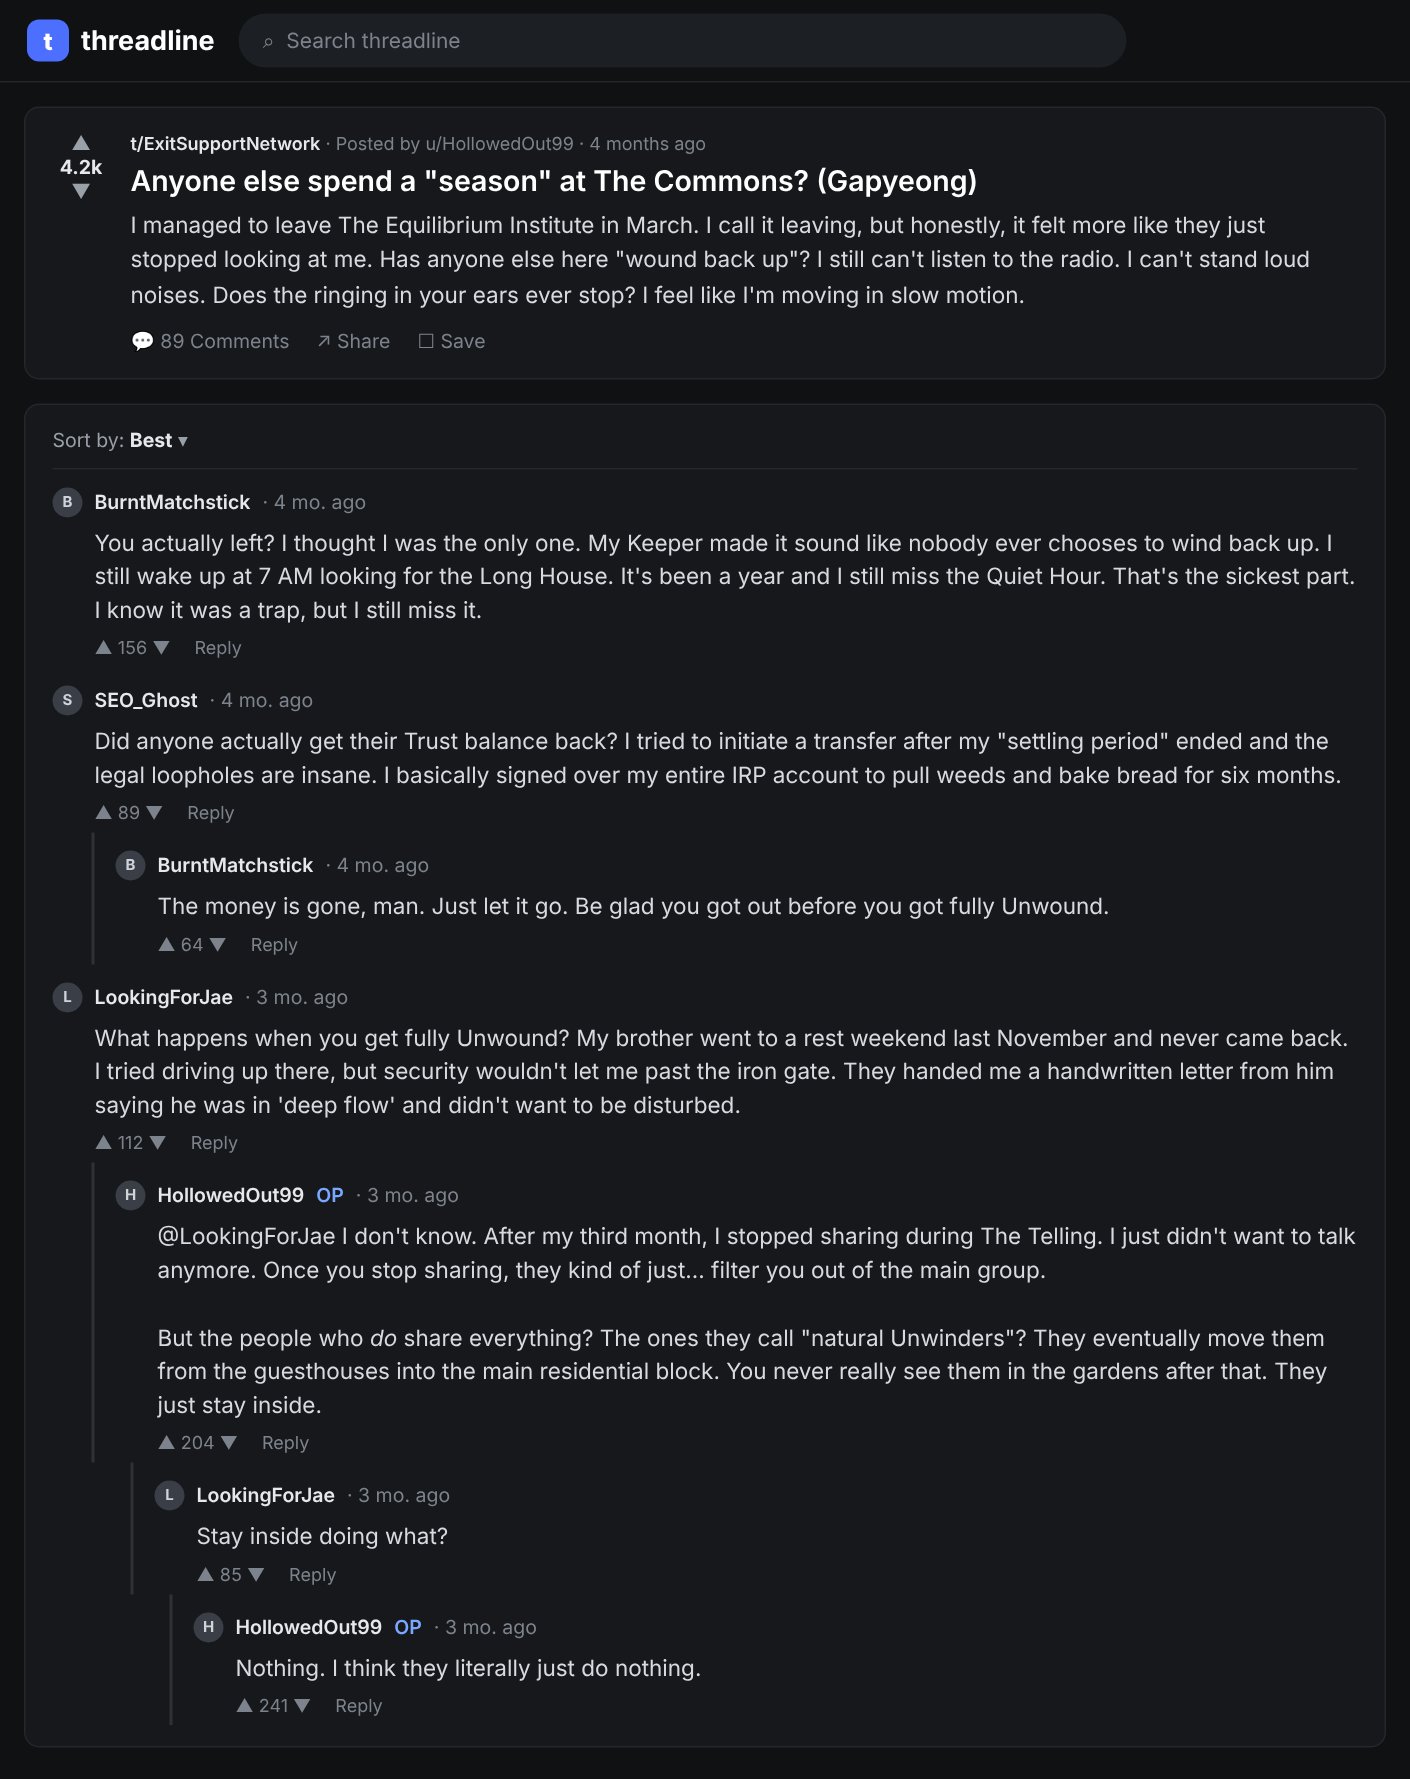 t threadline
Search threadline
t/ExitSupportNetwork · Posted by u/HollowedOut99 · 4 months ago
4.2k
Anyone else spend a "season" at The Commons? (Gapyeong)
I managed to leave The Equilibrium Institute in March. I call it leaving, but honestly, it felt more like they just
stopped looking at me. Has anyone else here "wound back up"? I still can't listen to the radio. I can't stand loud
noises. Does the ringing in your ears ever stop? I feel like I'm moving in slow motion.
89 Comments Share Save
Sort by: Best ▾
B BurntMatchstick · 4 mo. ago
You actually left? I thought I was the only one. My Keeper made it sound like nobody ever chooses to wind back up. I
still wake up at 7 AM looking for the Long House. It's been a year and I still miss the Quiet Hour. That's the sickest part.
I know it was a trap, but I still miss it.
▲ 156 ▼ Reply
S SEO_Ghost · 4 mo. ago
Did anyone actually get their Trust balance back? I tried to initiate a transfer after my "settling period" ended and the
legal loopholes are insane. I basically signed over my entire IRP account to pull weeds and bake bread for six months.
▲ 89 ▼ Reply
B BurntMatchstick · 4 mo. ago
The money is gone, man. Just let it go. Be glad you got out before you got fully Unwound.
▲ 64 ▼ Reply
L LookingForJae · 3 mo. ago
What happens when you get fully Unwound? My brother went to a rest weekend last November and never came back.
I tried driving up there, but security wouldn't let me past the iron gate. They handed me a handwritten letter from him
saying he was in 'deep flow' and didn't want to be disturbed.
▲ 112 ▼ Reply
H HollowedOut99 OP · 3 mo. ago
@LookingForJae I don't know. After my third month, I stopped sharing during The Telling. I just didn't want to talk
anymore. Once you stop sharing, they kind of just... filter you out of the main group.
But the people who do share everything? The ones they call "natural Unwinders"? They eventually move them
from the guesthouses into the main residential block. You never really see them in the gardens after that. They
just stay inside.
▲ 204 ▼ Reply
L LookingForJae · 3 mo. ago
Stay inside doing what?
▲ 85 ▼ Reply
H HollowedOut99 OP · 3 mo. ago
Nothing. I think they literally just do nothing.
▲ 241 ▼ Reply